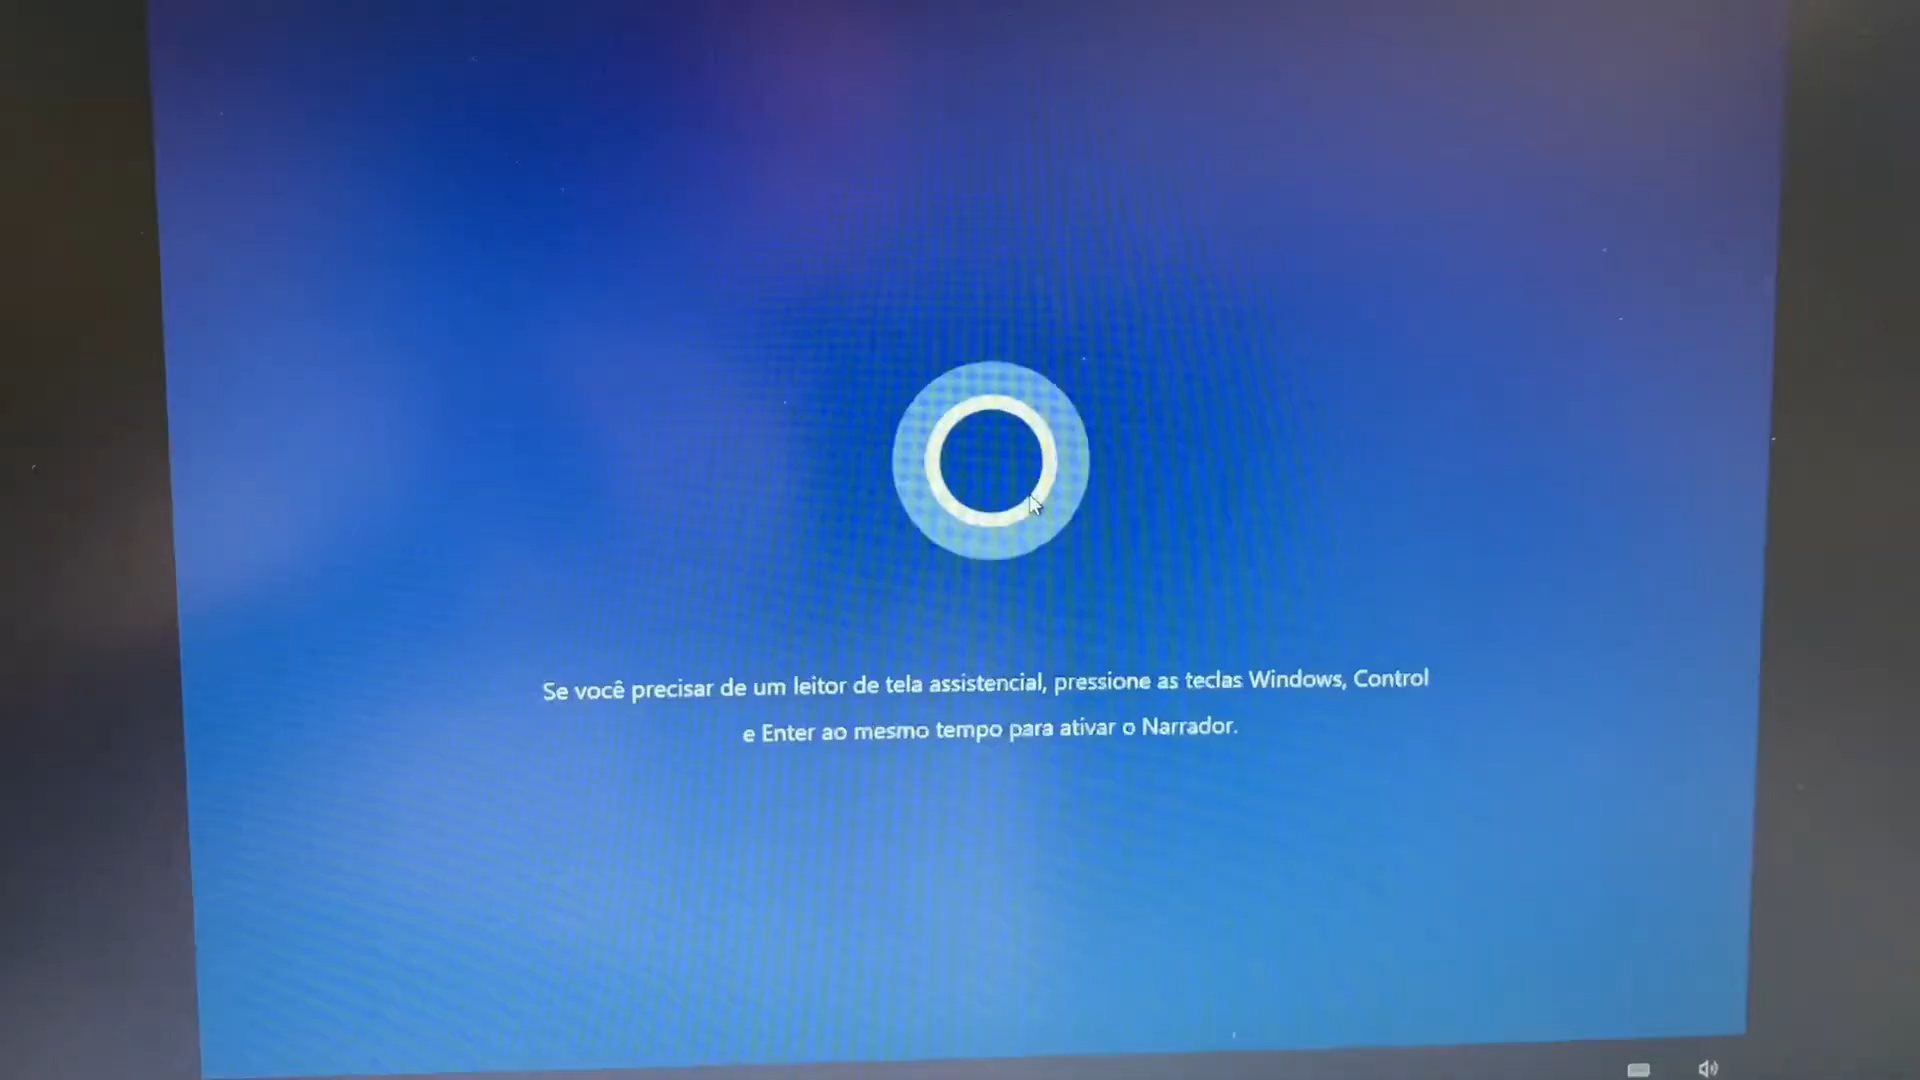 Se você precisar de um leitor de tela assistencial, pressione as teclas Windows, Control
e Enter ao mesmo tempo para ativar o Narrador.